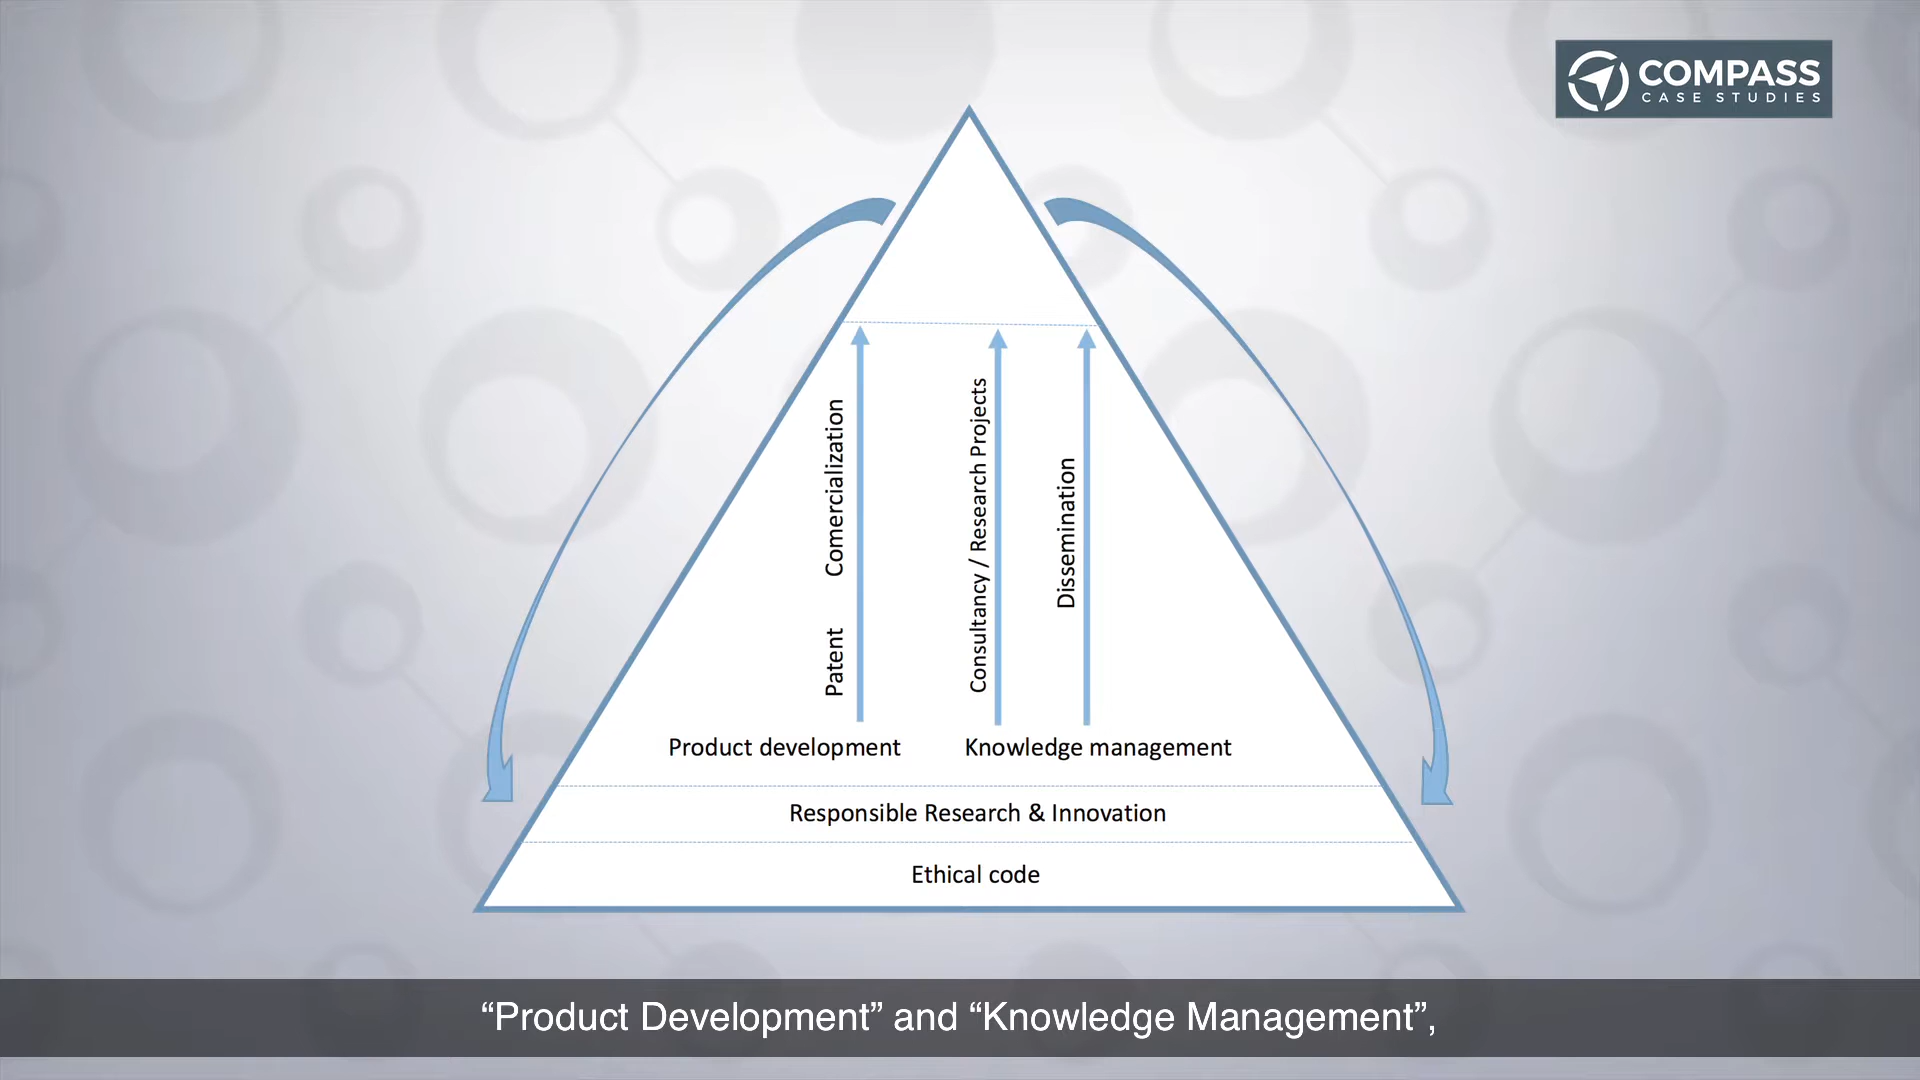 COMPASS
CASE STUDIES
Patent Comercialization
Consultancy / Research Projects
Dissemination
Product development
Knowledge management
Responsible Research & Innovation
Ethical code
“Product Development” and “Knowledge Management”,